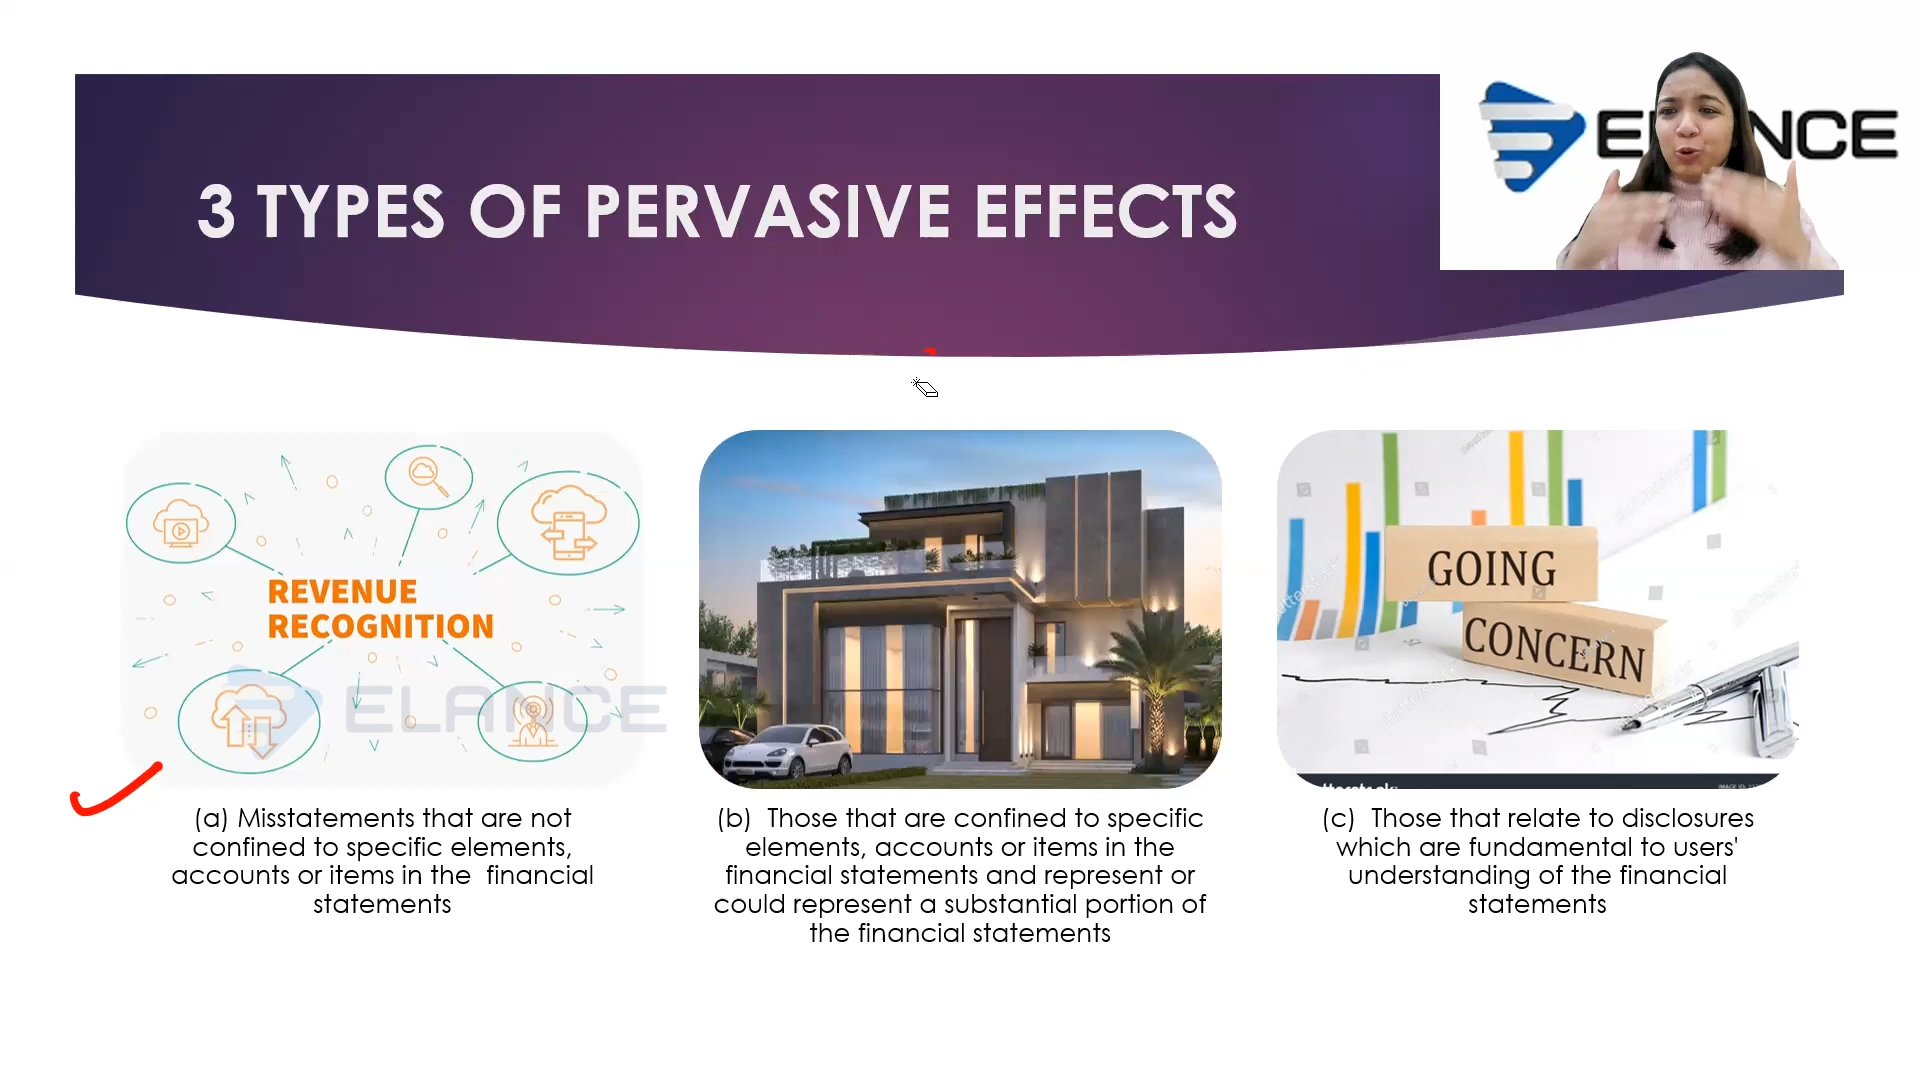 ELANCE
3 TYPES OF PERVASIVE EFFECTS
REVENUE
RECOGNITION
ELANCE
GOING
CONCERN
(a) Misstatements that are not
confined to specific elements,
accounts or items in the financial
statements
(b) Those that are confined to specific
elements, accounts or items in the
financial statements and represent or
could represent a substantial portion of
the financial statements
(c) Those that relate to disclosures
which are fundamental to users'
understanding of the financial
statements